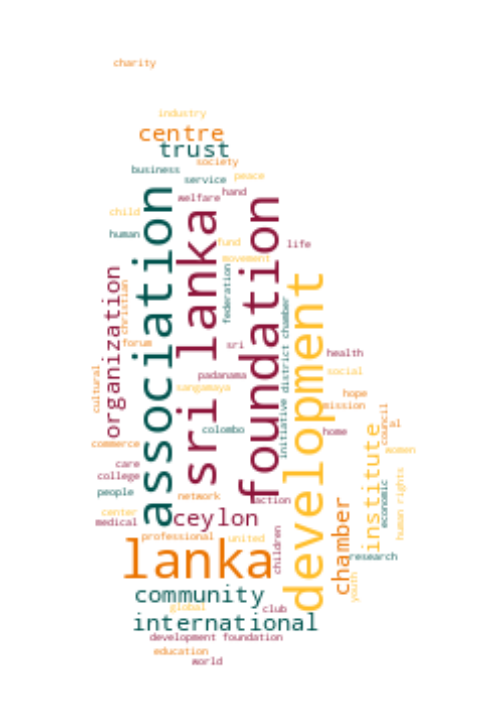 charity
industry
centre
trust
society
business
service
peace
hand
welfare
child
association
sri lanka
foundation
human
fund
life
movement
organization
christian
federation
development
initiative
district chamber
forum
sri
health
cultural
padanama
social
sangamaya
hope
mission
council
al
colombo
home
commerce
women
institute
care
college
human rights
people
economic
network
action
chamber
center
medical
ceylon
professional
united
children
lanka
research
youth
community
global
club
international
development foundation
education
world